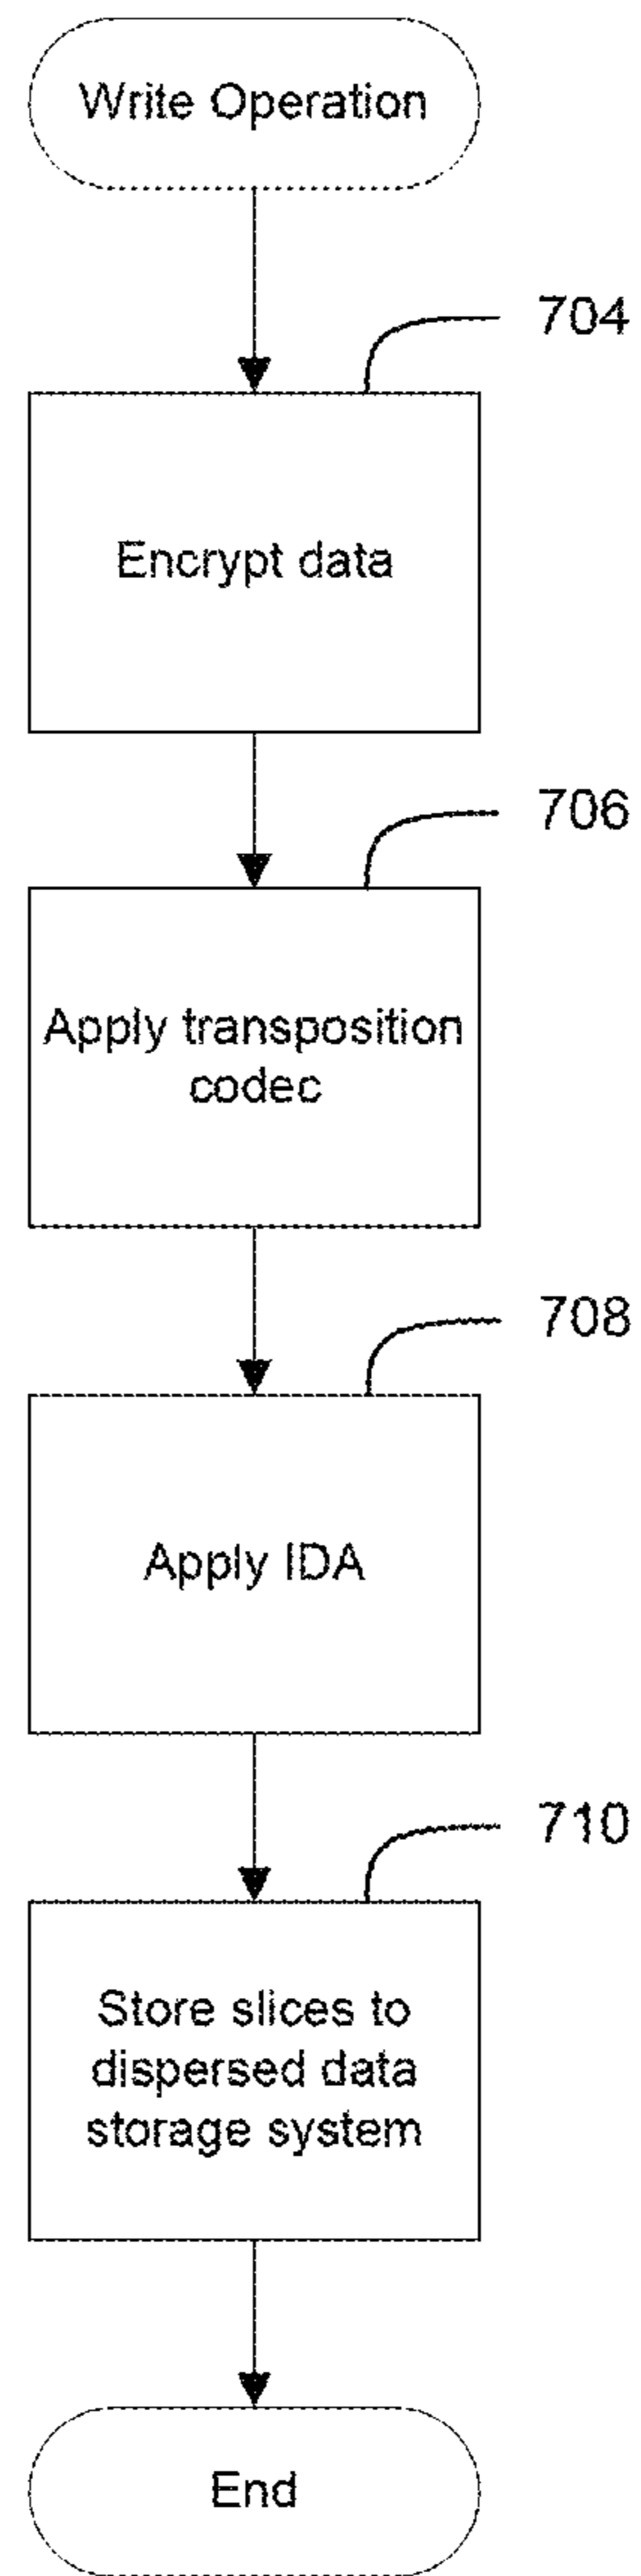 Write Operation
704
Encrypt data
706
Apply transposition
codec
708
Apply IDA
710
Store slices to
dispersed data
storage system
End